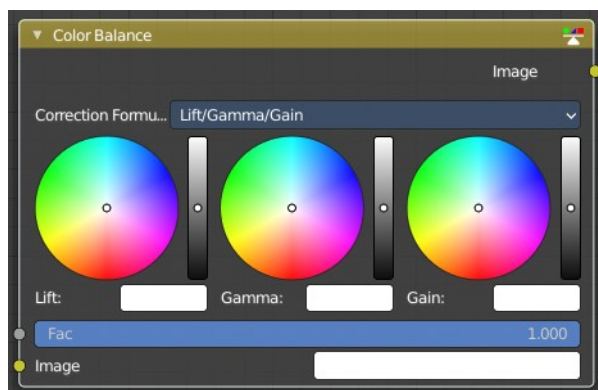 Color Balance
Image
Correction Formu... Lift/Gamma/Gain
Lift: Gamma: Gain:
Fac 1.000
Image